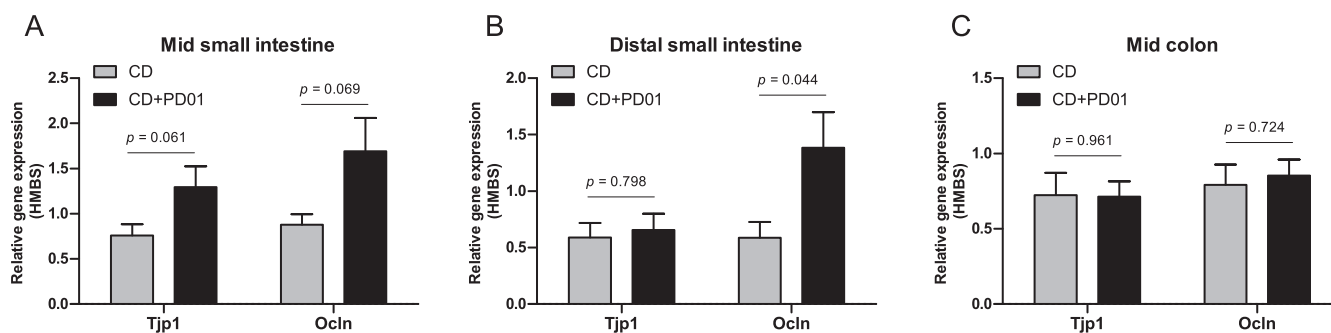 A
Mid small intestine
CD
CD+PD01
p = 0.061
p = 0.069
Relative gene expression
(HMBS)
2.5
2.0
1.5
1.0
0.5
0.0
Tjp1
Ocln
B
Distal small intestine
CD
CD+PD01
p = 0.798
p = 0.044
Relative gene expression
(HMBS)
2.0
1.5
1.0
0.5
0.0
Tjp1
Ocln
C
Mid colon
CD
CD+PD01
p = 0.961
p = 0.724
Relative gene expression
(HMBS)
1.5
1.0
0.5
0.0
Tjp1
Ocln